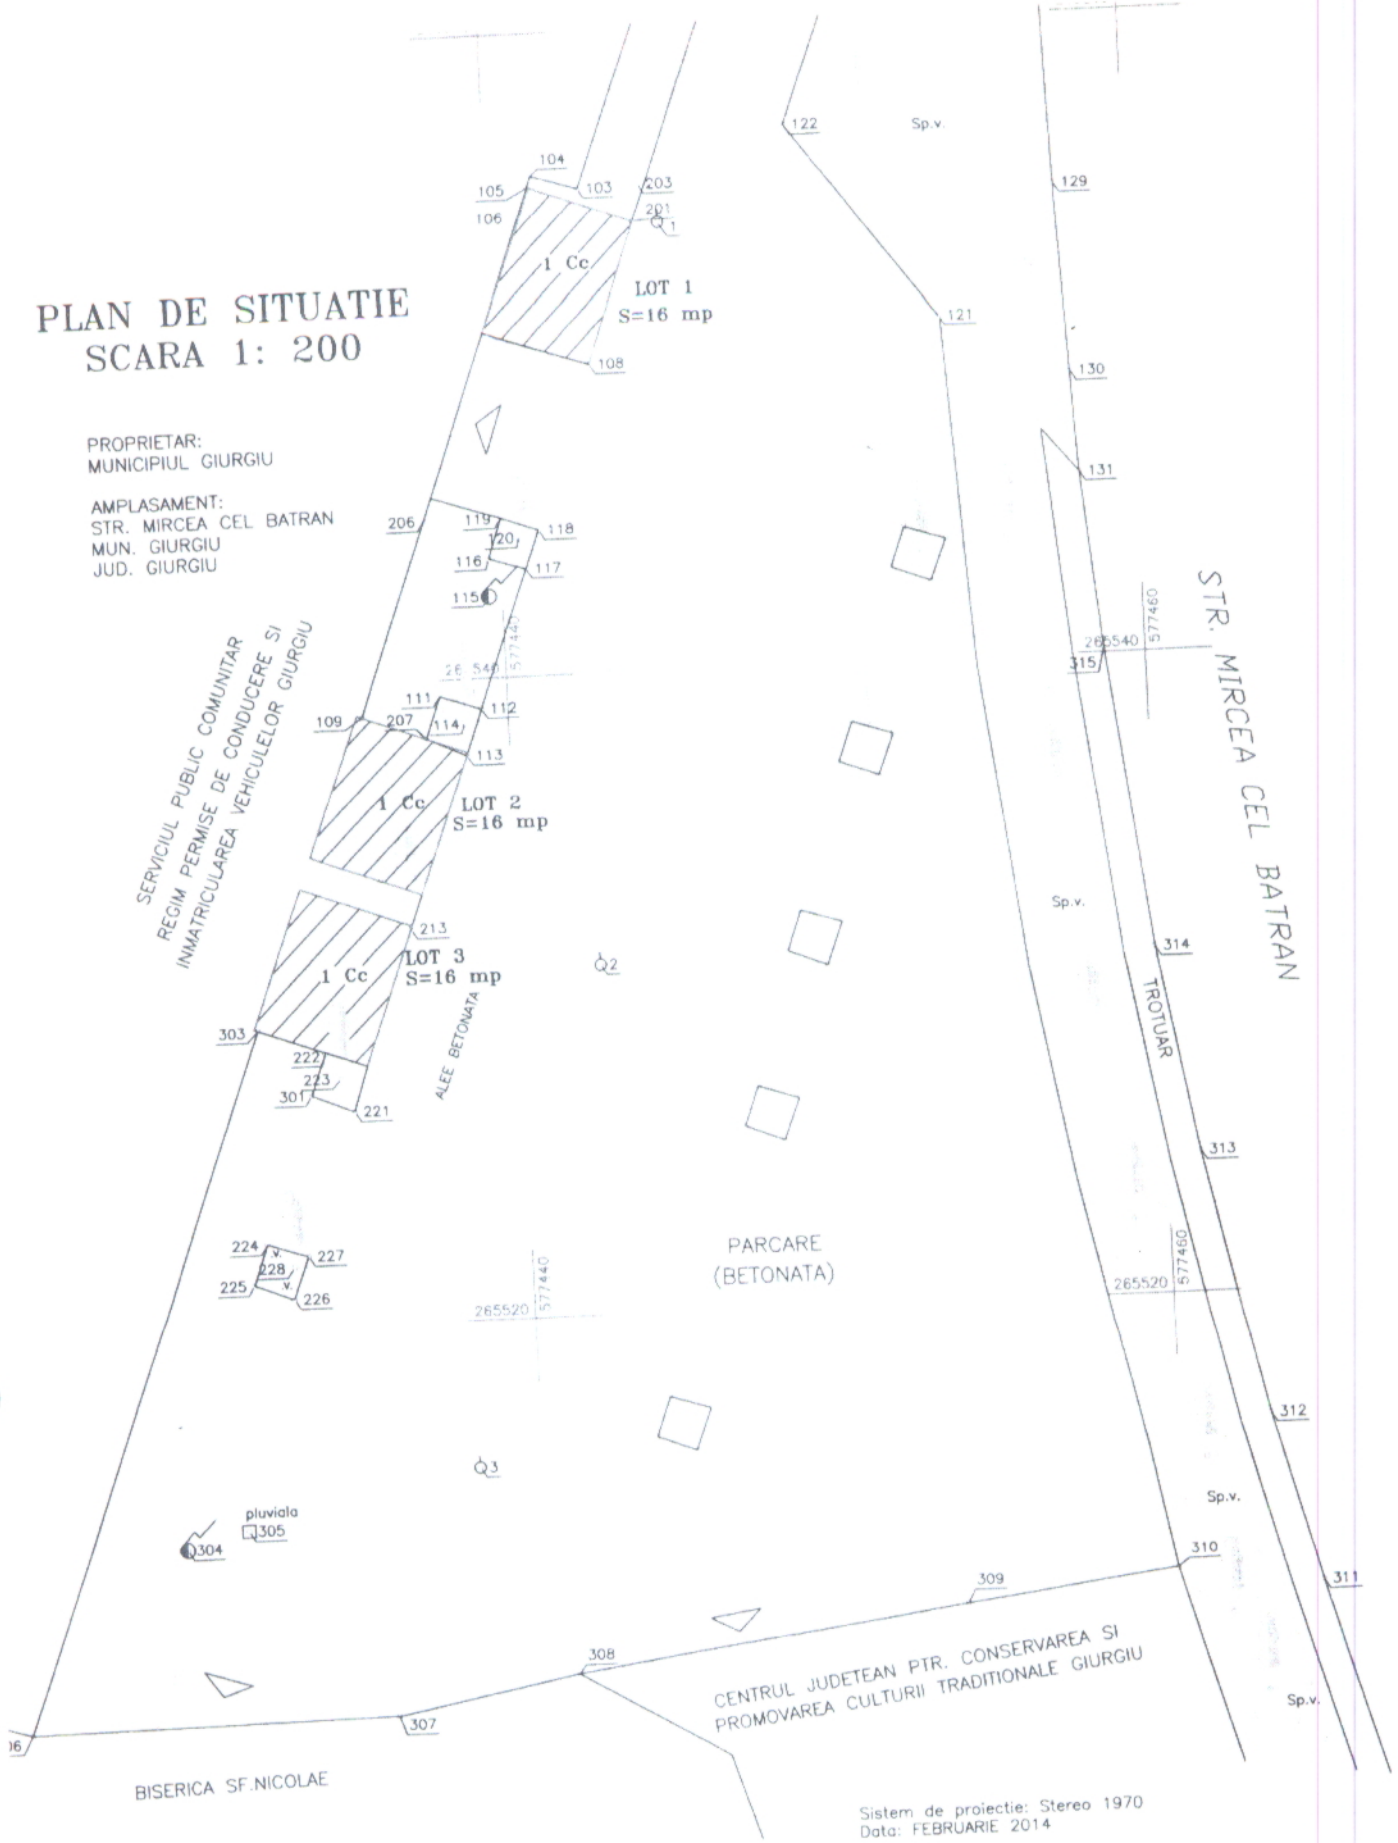 122
Sp.v.
104
129
105
103
203
106
201
1
1 Cc
LOT 1
S=16 mp
PLAN DE SITUATIE
SCARA 1: 200
121
108
130
PROPRIETAR:
MUNICIPIUL GIURGIU
131
AMPLASAMENT:
STR. MIRCEA CEL BATRAN
MUN. GIURGIU
JUD. GIURGIU
206
119
118
120
116
117
115
577440
577460
265540
315
STR. MIRCEA CEL BATRAN
SERVICIUL PUBLIC COMUNITAR
REGIM PERMISE DE CONDUCERE SI
INMATRICULAREA VEHICULELOR GIURGIU
111
112
109
207
114
113
1 Cc
LOT 2
S=16 mp
Sp.v.
213
314
LOT 3
S=16 mp
1 Cc
2
TROTUAR
ALEE BETONATA
303
222
223
301
221
313
224
v.
227
228
225
v.
226
PARCARE
(BETONATA)
265520
577440
265520
577460
312
3
Sp.v.
pluviala
305
304
310
309
311
308
CENTRUL JUDETEAN PTR. CONSERVAREA SI
PROMOVAREA CULTURII TRADITIONALE GIURGIU
Sp.v.
307
BISERICA SF.NICOLAE
Sistem de proiectie: Stereo 1970
Data: FEBRUARIE 2014